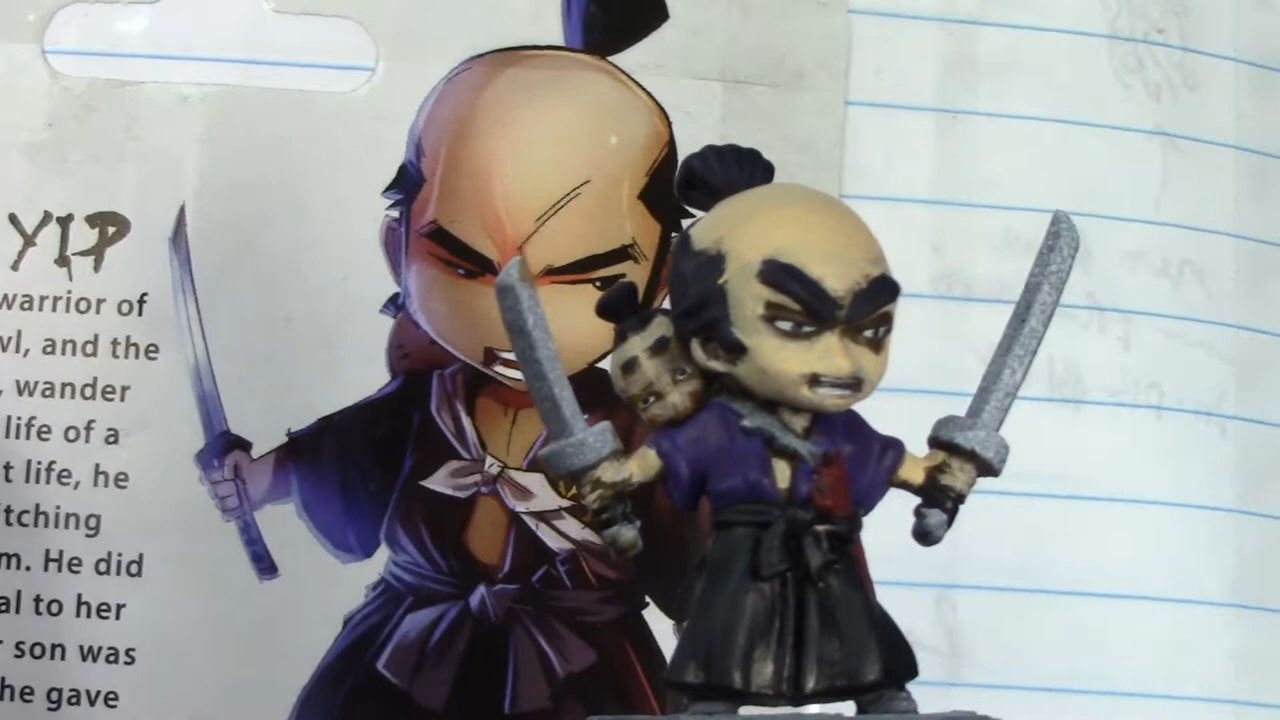 YIP
warrior of
wl, and the
, wander
life of a
t life, he
itching
m. He did
al to her
r son was
he gave